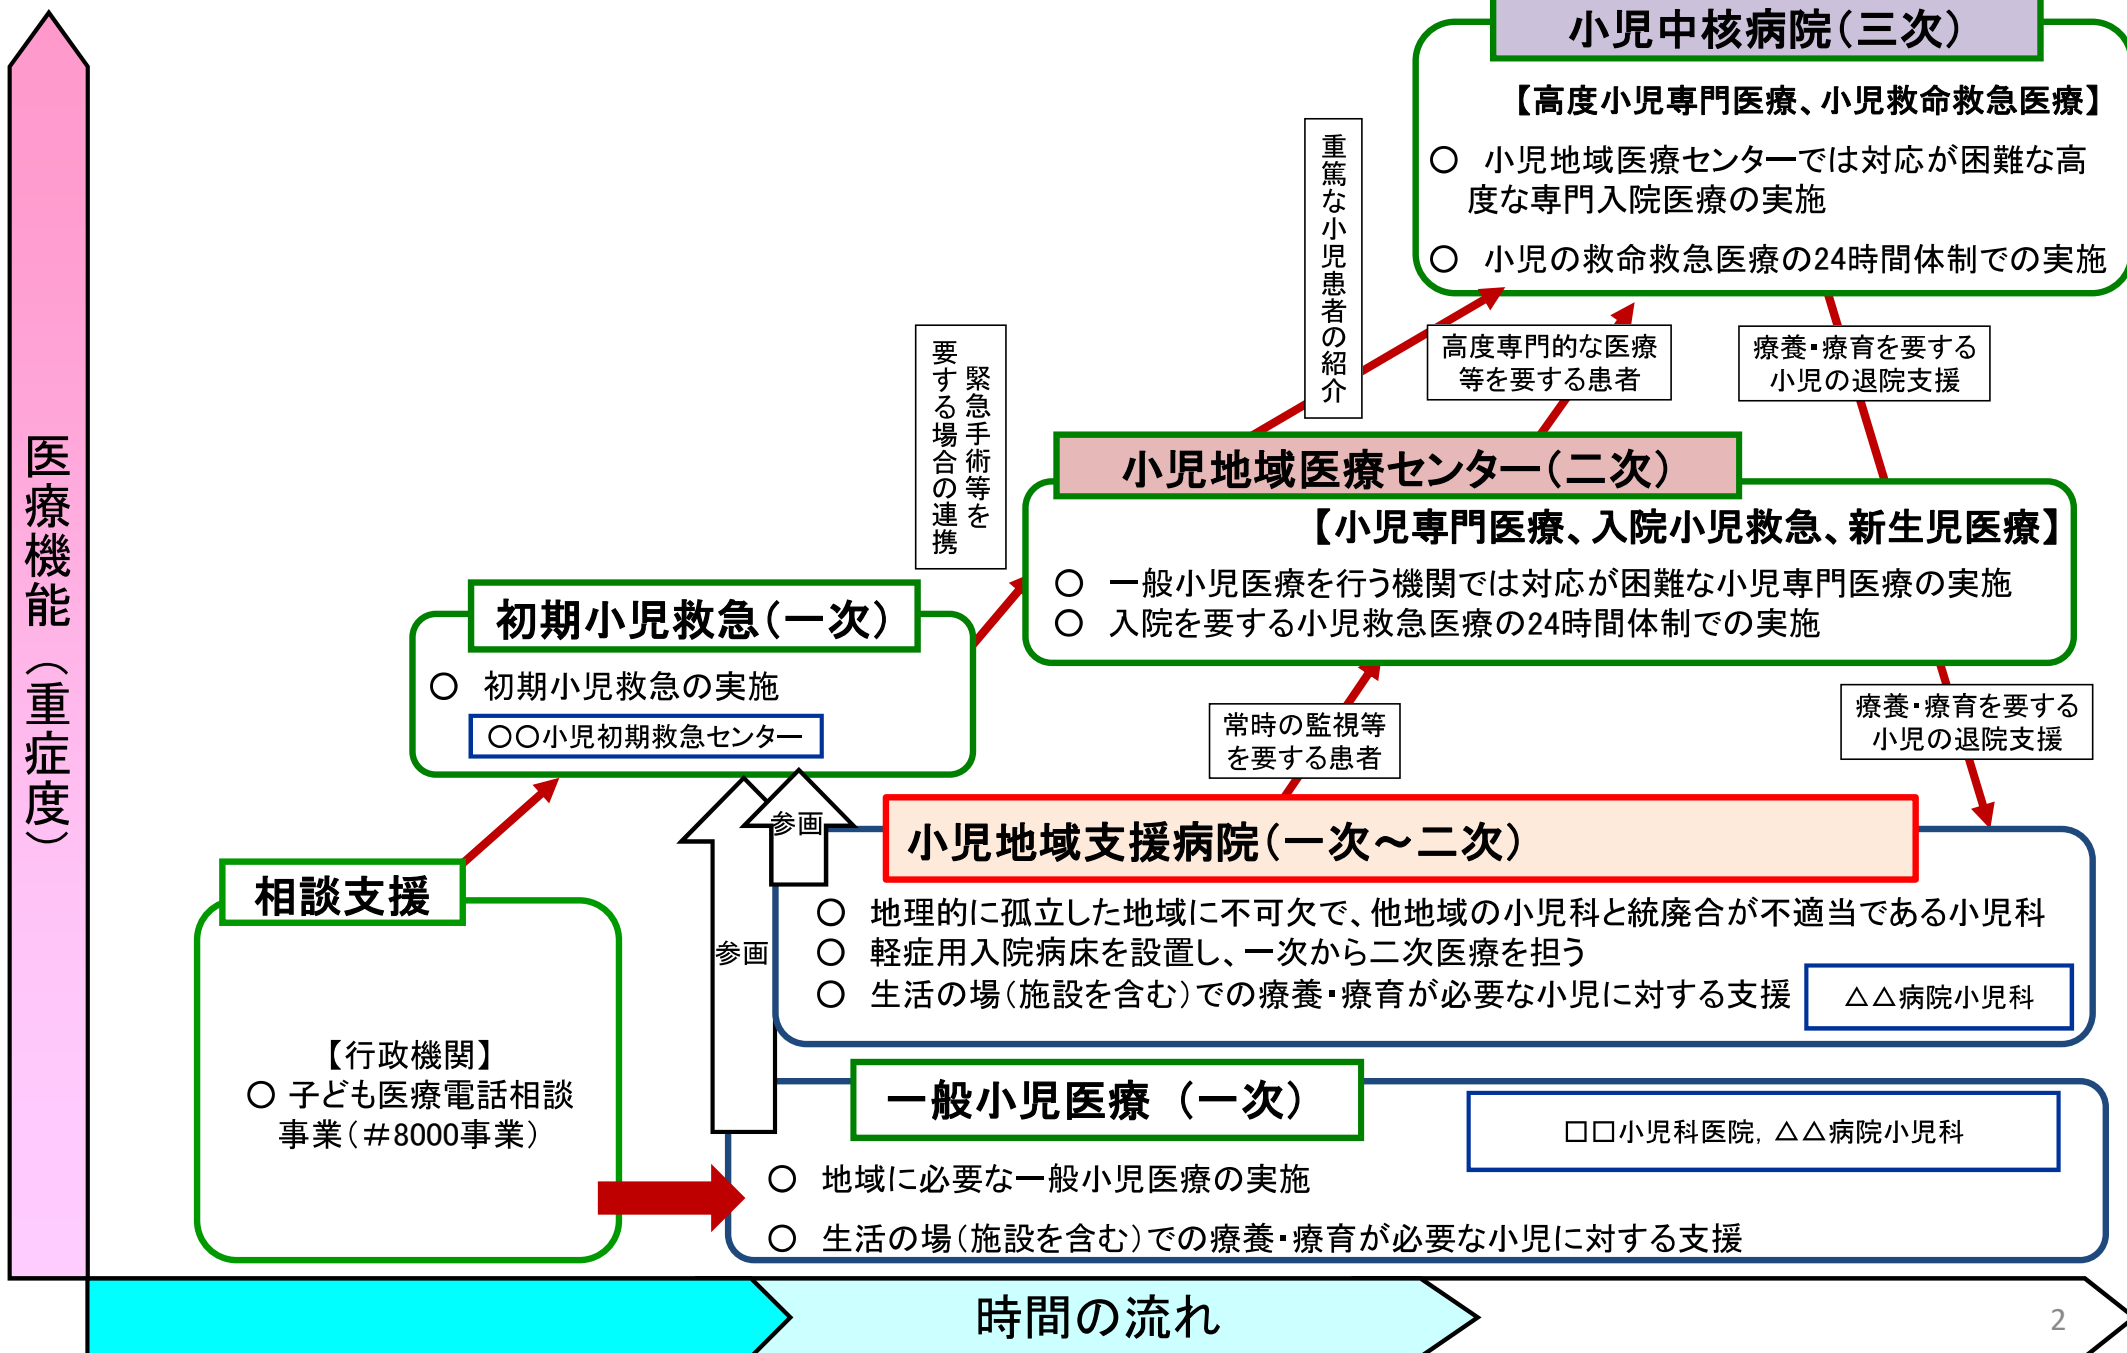 小児中核病院（三次）
【高度小児専門医療、小児救命救急医療】
○　小児地域医療センターでは対応が困難な高
度な専門入院医療の実施
○　小児の救命救急医療の24時間体制での実施
重篤な小児患者の紹介
高度専門的な医療
等を要する患者
療養・療育を要する
小児の退院支援
緊急手術等を
要する場合の連携
小児地域医療センター（二次）
【小児専門医療、入院小児救急、新生児医療】
○　一般小児医療を行う機関では対応が困難な小児専門医療の実施
○　入院を要する小児救急医療の24時間体制での実施
初期小児救急（一次）
○　初期小児救急の実施
○○小児初期救急センター
常時の監視等
を要する患者
療養・療育を要する
小児の退院支援
医療機能（重症度）
参画
参画
小児地域支援病院（一次～二次）
○　地理的に孤立した地域に不可欠で、他地域の小児科と統廃合が不適当である小児科
○　軽症用入院病床を設置し、一次から二次医療を担う
○　生活の場（施設を含む）での療養・療育が必要な小児に対する支援
△△病院小児科
相談支援
【行政機関】
○ 子ども医療電話相談
事業（＃8000事業）
一般小児医療 （一次）
□□小児科医院, △△病院小児科
○　地域に必要な一般小児医療の実施
○　生活の場（施設を含む）での療養・療育が必要な小児に対する支援
時間の流れ
2